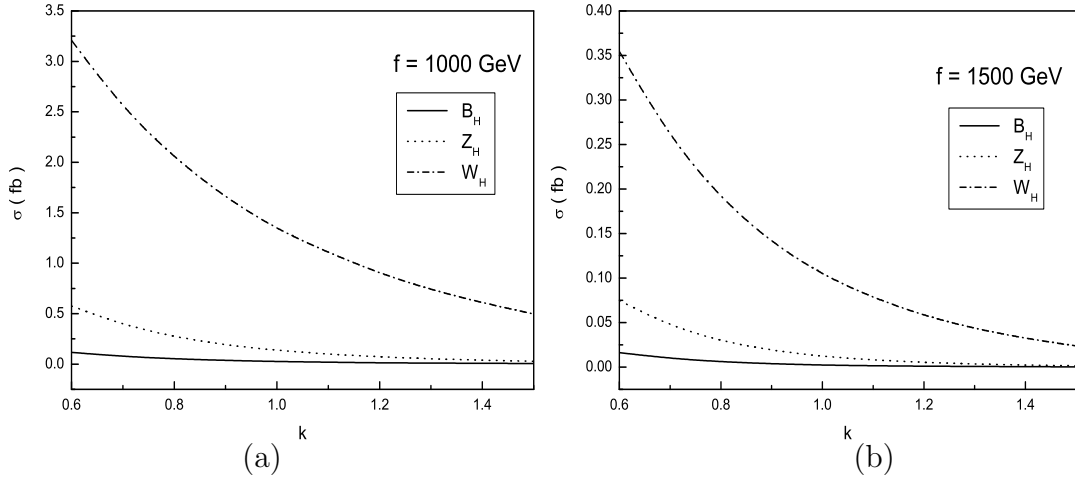 3.5
3.0
2.5
2.0
1.5
1.0
0.5
0.0
σ ( fb )
f = 1000 GeV
B_H
Z_H
W_H
0.6 0.8 1.0 1.2 1.4
k
(a)
0.40
0.35
0.30
0.25
0.20
0.15
0.10
0.05
0.00
σ ( fb )
f = 1500 GeV
B_H
Z_H
W_H
0.6 0.8 1.0 1.2 1.4
k
(b)